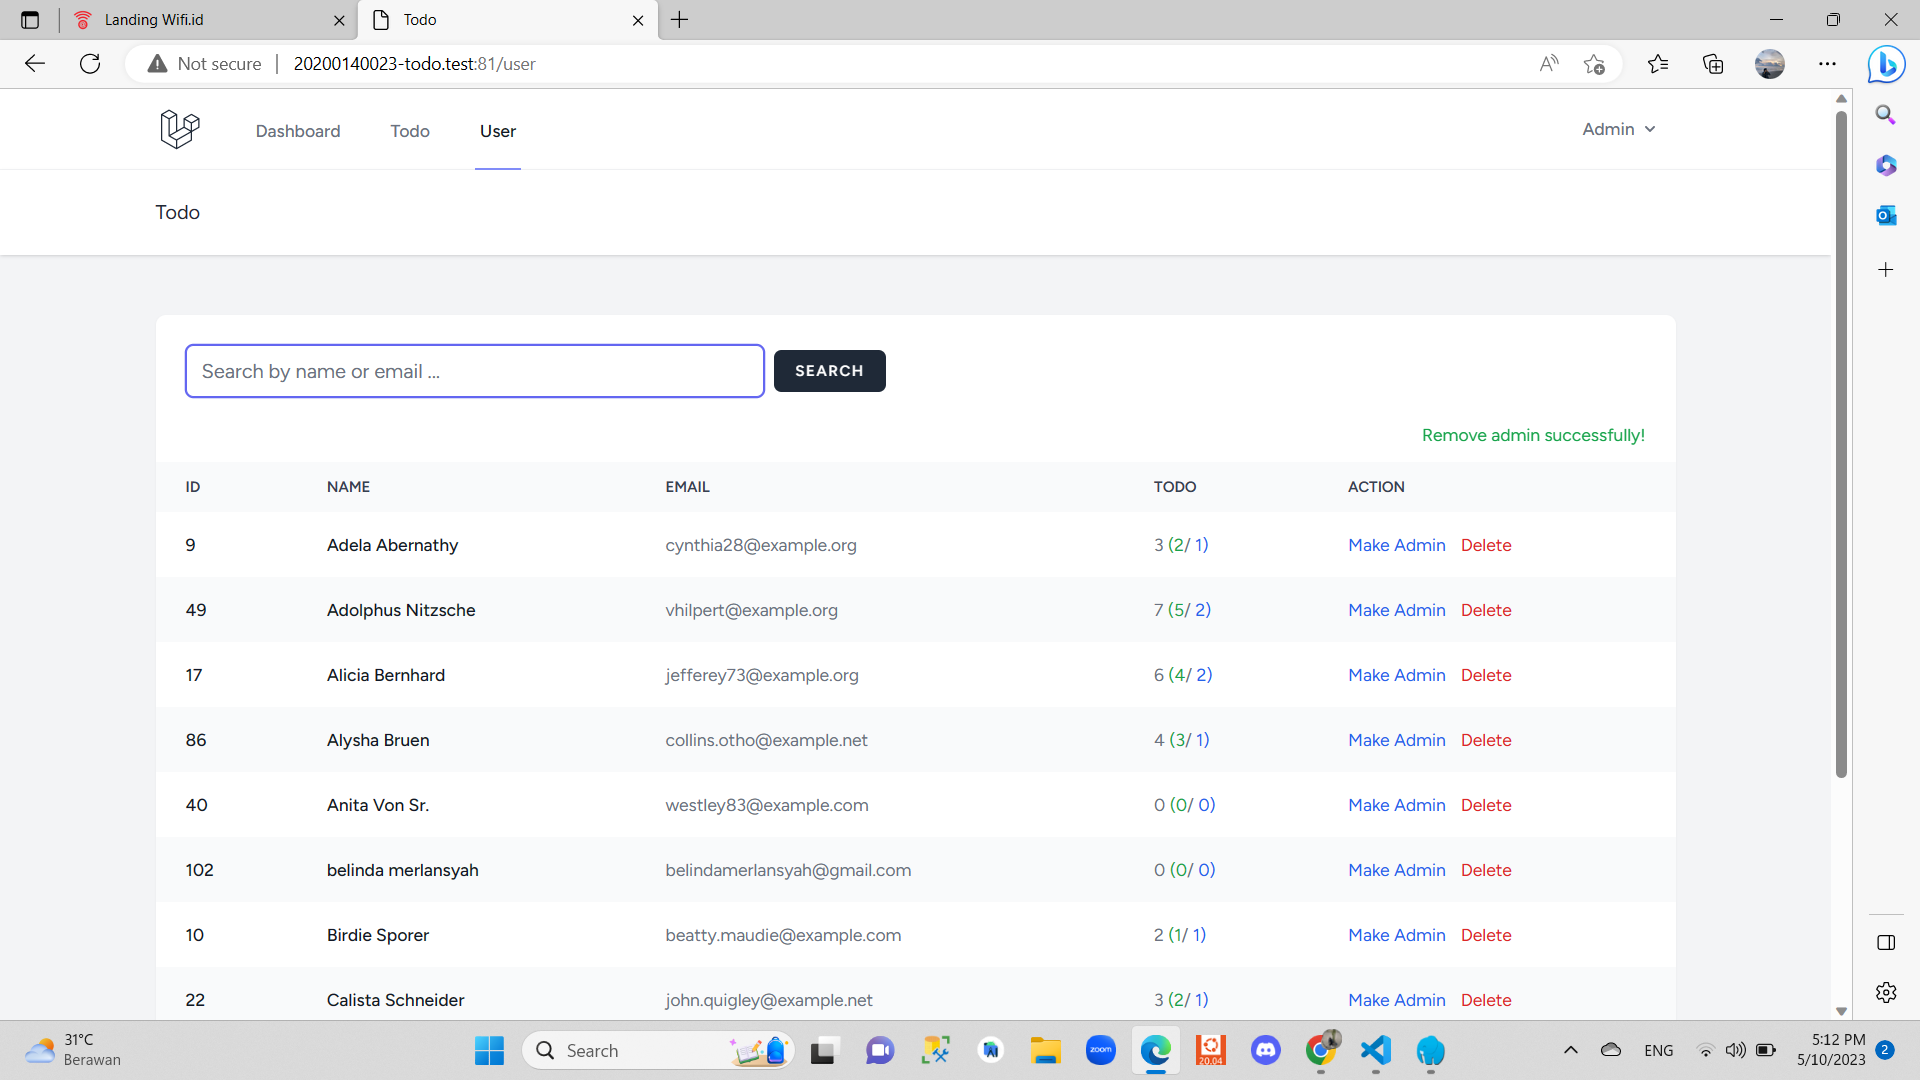 Landing Wifi.id
Todo
Not secure
20200140023-todo.test:81/user
Dashboard Todo User Admin
Todo
Search by name or email ...
SEARCH
Remove admin successfully!
ID NAME EMAIL TODO ACTION
9 Adela Abernathy cynthia28@example.org 3 (2/ 1) Make Admin Delete
49 Adolphus Nitzsche vhilpert@example.org 7 (5/ 2) Make Admin Delete
17 Alicia Bernhard jefferey73@example.org 6 (4/ 2) Make Admin Delete
86 Alysha Bruen collins.otho@example.net 4 (3/ 1) Make Admin Delete
40 Anita Von Sr. westley83@example.com 0 (0/ 0) Make Admin Delete
102 belinda merlansyah belindamerlansyah@gmail.com 0 (0/ 0) Make Admin Delete
10 Birdie Sporer beatty.maudie@example.com 2 (1/ 1) Make Admin Delete
22 Calista Schneider john.quigley@example.net 3 (2/ 1) Make Admin Delete
31°C
Berawan
Search
zoom
20.04
ENG
5:12 PM
5/10/2023
2